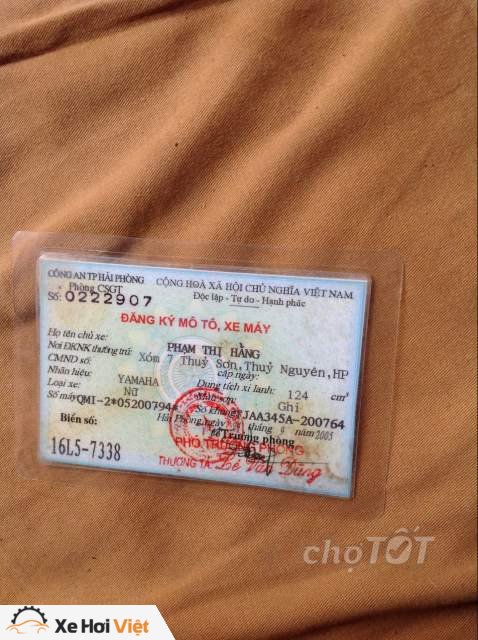 CÔNG AN TP HẢI PHÒNG
Phòng CSGT
Số: 0222907
CỘNG HOÀ XÃ HỘI CHỦ NGHĨA VIỆT NAM
Độc lập - Tự do - Hạnh phúc
ĐĂNG KÝ MÔ TÔ, XE MÁY
Họ tên chủ xe: PHẠM THỊ HẰNG
Nơi ĐKNK thường trú: Xóm 7 Thuỷ Sơn, Thuỷ Nguyên, HP
CMND số: cấp ngày:
Nhãn hiệu: YAMAHA Dung tích xi lanh: 124 cm³
Loại xe: Nữ Màu sơn: Ghi
Số máy QMI-2*05200794* Số khung TJAA345A-200764
Hải Phòng, ngày tháng 9 năm 2005
Biển số: Trưởng phòng
16L5-7338
PHÓ TRƯỞNG PHÒNG
THƯỢNG TÁ: Lê Văn Dũng
chợTỐT
Xe Hơi Việt